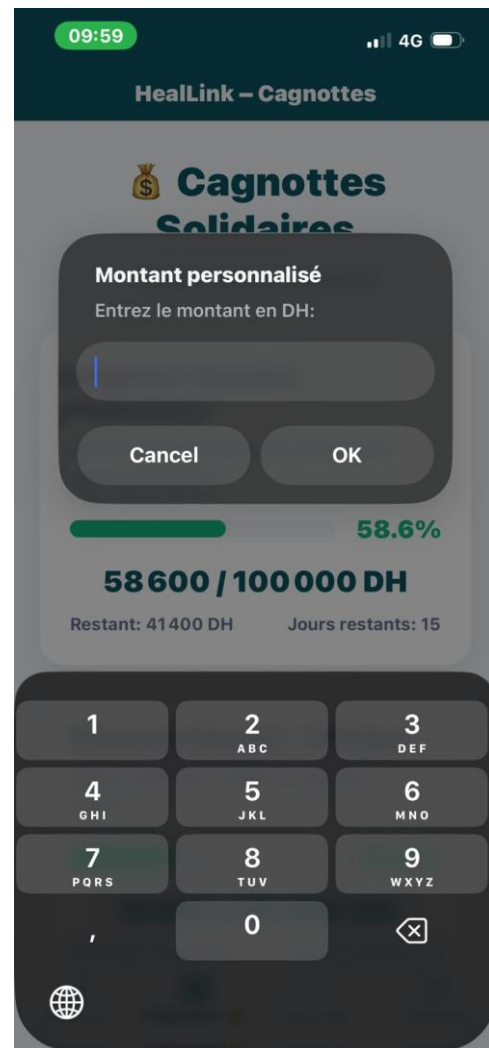 09:59
4G
HealLink – Cagnottes
💰 Cagnottes
Solidaires
Montant personnalisé
Entrez le montant en DH:
Cancel OK
58.6%
58 600 / 100 000 DH
Restant: 41 400 DH Jours restants: 15
1 2 3
ABC DEF
4 5 6
GHI JKL MNO
7 8 9
PQRS TUV WXYZ
, 0